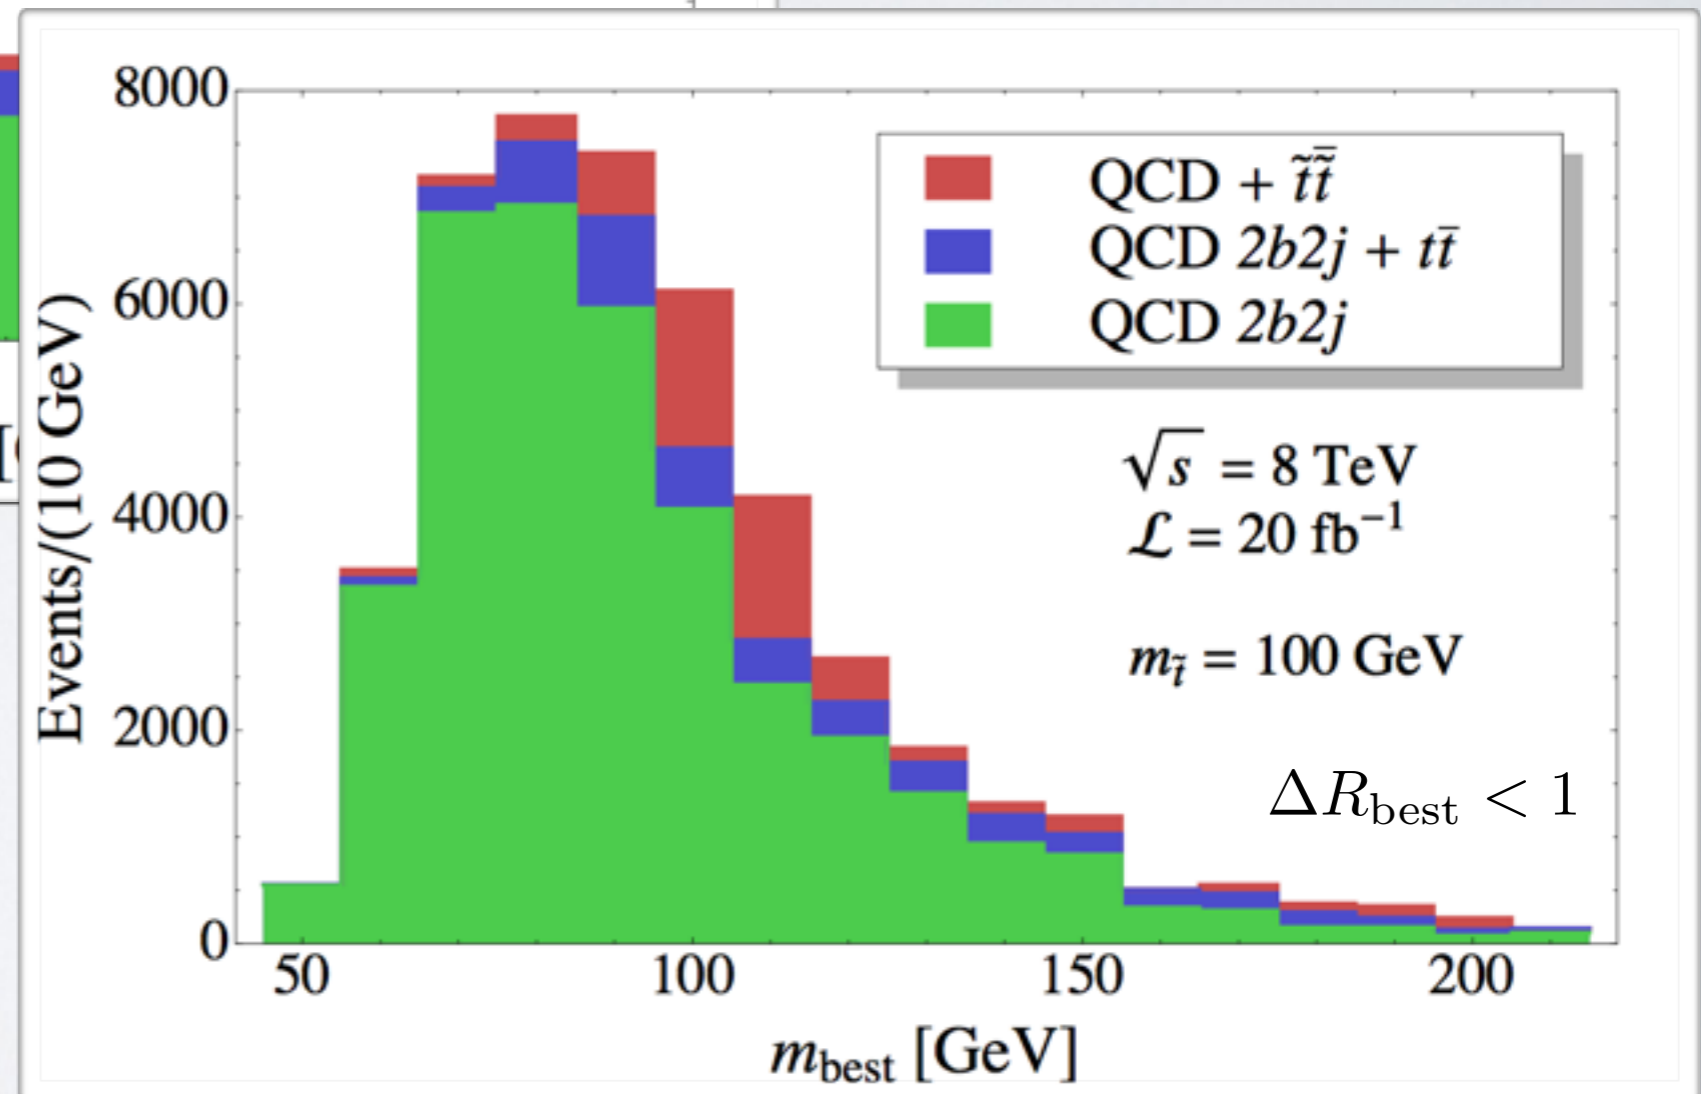 8000
6000
4000
2000
0
Events/(10 GeV)
QCD + t̃t̃̄
QCD 2b2j + tt̄
QCD 2b2j
√s = 8 TeV
ℒ = 20 fb⁻¹
m_t̃ = 100 GeV
ΔR_best < 1
50 100 150 200
m_best [GeV]